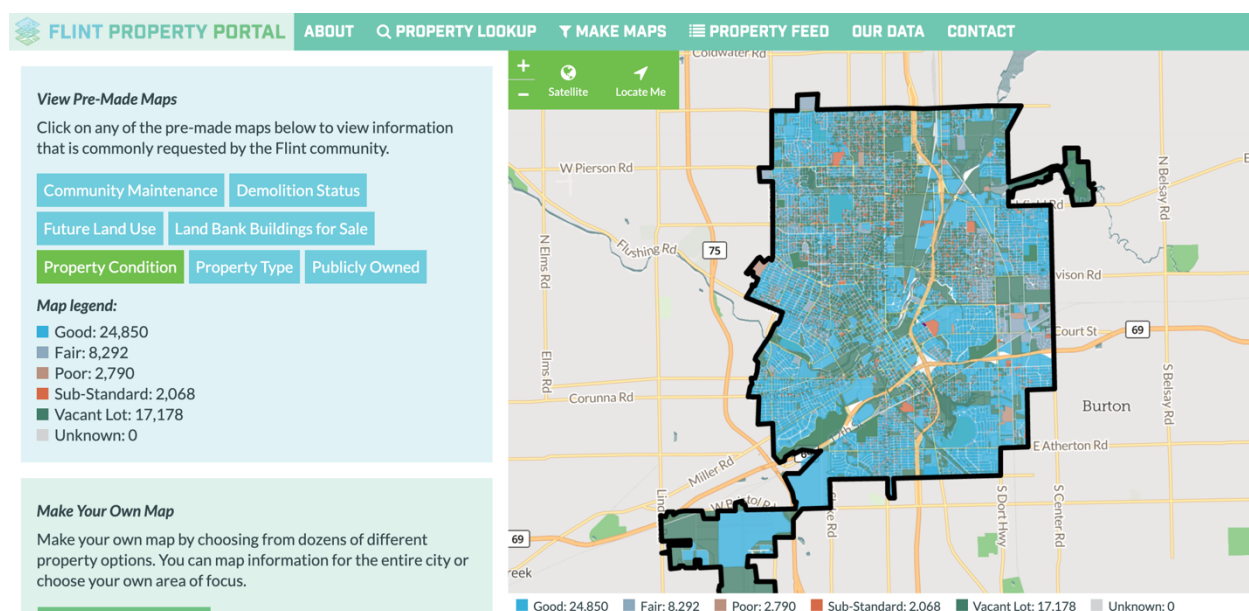 FLINT PROPERTY PORTAL
ABOUT
PROPERTY LOOKUP
MAKE MAPS
PROPERTY FEED
OUR DATA
CONTACT
View Pre-Made Maps
Click on any of the pre-made maps below to view information
that is commonly requested by the Flint community.
Community Maintenance
Demolition Status
Future Land Use
Land Bank Buildings for Sale
Property Condition
Property Type
Publicly Owned
Map legend:
Good: 24,850
Fair: 8,292
Poor: 2,790
Sub-Standard: 2,068
Vacant Lot: 17,178
Unknown: 0
Make Your Own Map
Make your own map by choosing from dozens of different
property options. You can map information for the entire city or
choose your own area of focus.
+
−
Satellite
Locate Me
Coldwater Rd
W Pierson Rd
N Elms Rd
Flushing Rd
75
N Belsay Rd
Court St
69
Elms Rd
Corunna Rd
S Belsay Rd
Burton
E Atherton Rd
Miller Rd
W Bristol Rd
S Dort Hwy
S Center Rd
69
Good: 24,850 Fair: 8,292 Poor: 2,790 Sub-Standard: 2,068 Vacant Lot: 17,178 Unknown: 0